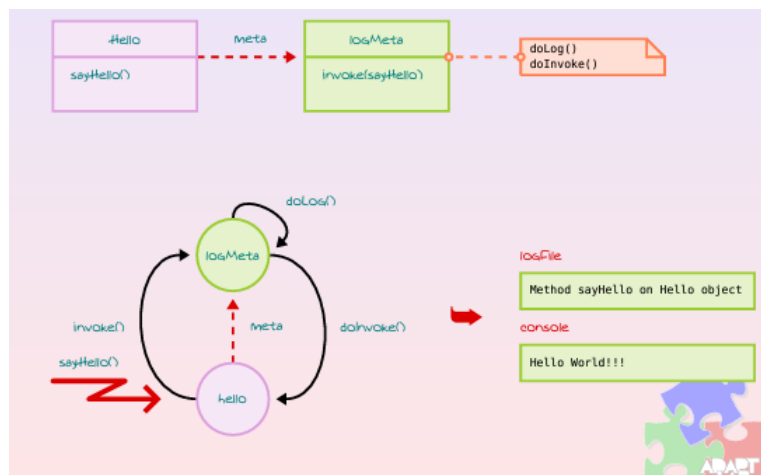 Hello
meta
logMeta
sayHello()
invoke(sayHello)
doLog()
doInvoke()
doLog()
logMeta
invoke()
meta
doInvoke()
sayHello()
hello
logFile
Method sayHello on Hello object
console
Hello World!!!
ADAPT